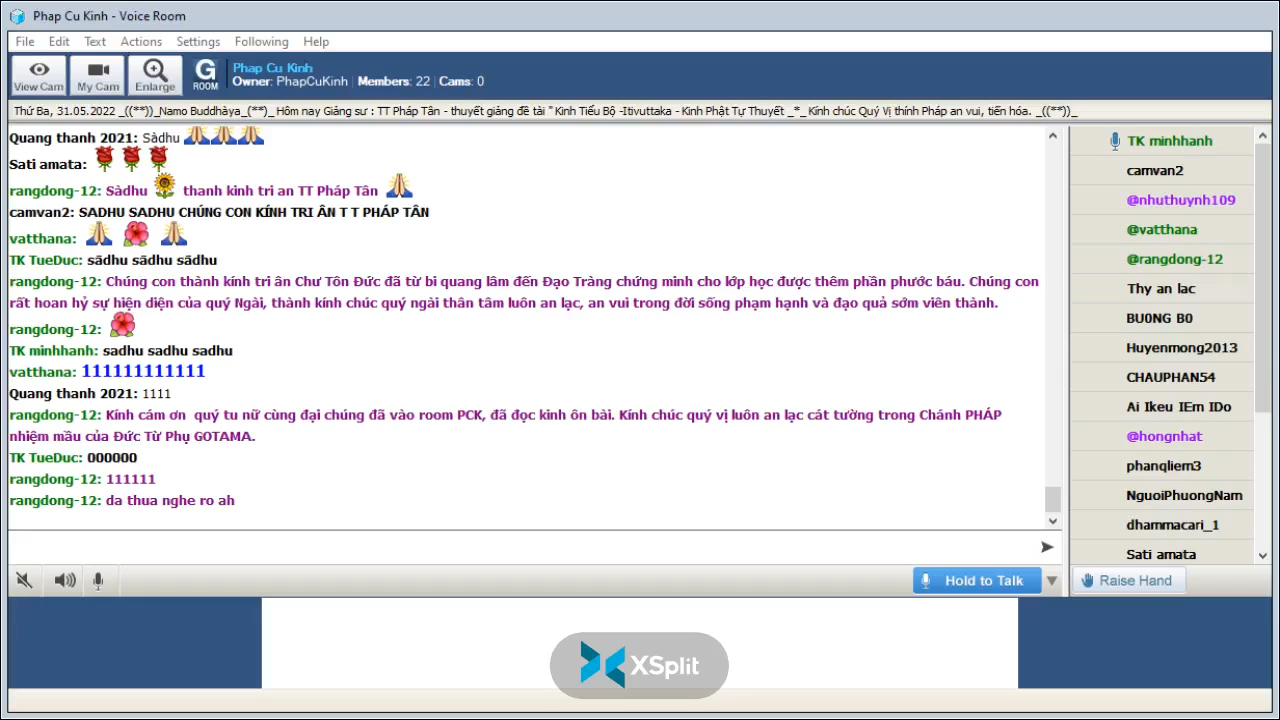 Phap Cu Kinh - Voice Room
File Edit Text Actions Settings Following Help
View Cam My Cam Enlarge G ROOM
Phap Cu Kinh
Owner: PhapCuKinh Members: 22 Cams: 0
Thứ Ba, 31.05.2022 _((**))_Namo Buddhàya_(**)_ Hôm nay Giảng sư : TT Pháp Tân - thuyết giảng đề tài " Kinh Tiểu Bộ -Itivuttaka - Kinh Phật Tự Thuyết _*_ Kính chúc Quý Vị thính Pháp an vui, tiến hóa. _((**))_
Quang thanh 2021: Sàdhu
Sati amata:
rangdong-12: Sàdhu thanh kinh tri an TT Pháp Tân
camvan2: SADHU SADHU CHÚNG CON KÍNH TRI ÂN T T PHÁP TÂN
vatthana:
TK TueDuc: sādhu sādhu sādhu
rangdong-12: Chúng con thành kính tri ân Chư Tôn Đức đã từ bi quang lâm đến Đạo Tràng chứng minh cho lớp học được thêm phần phước báu. Chúng con
rất hoan hỷ sự hiện diện của quý Ngài, thành kính chúc quý ngài thân tâm luôn an lạc, an vui trong đời sống phạm hạnh và đạo quả sớm viên thành.
rangdong-12:
TK minhhanh: sadhu sadhu sadhu
vatthana: 111111111111
Quang thanh 2021: 1111
rangdong-12: Kính cám ơn quý tu nữ cùng đại chúng đã vào room PCK, đã đọc kinh ôn bài. Kính chúc quý vị luôn an lạc cát tường trong Chánh PHÁP
nhiệm mầu của Đức Từ Phụ GOTAMA.
TK TueDuc: 000000
rangdong-12: 111111
rangdong-12: da thua nghe ro ah
TK minhhanh
camvan2
@nhuthuynh109
@vatthana
@rangdong-12
Thy an lac
BU0NG B0
Huyenmong2013
CHAUPHAN54
Ai Ikeu IEm IDo
@hongnhat
phanqliem3
NguoiPhuongNam
dhammacari_1
Sati amata
Hold to Talk
Raise Hand
XSplit